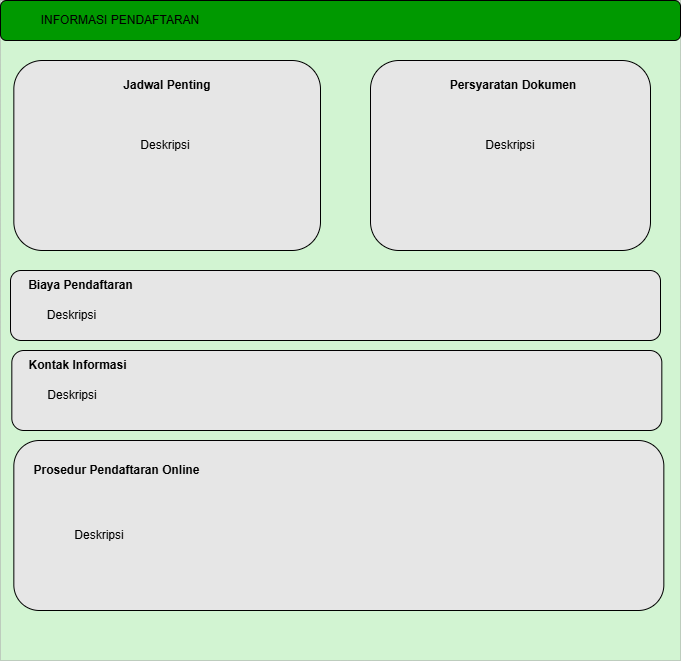 INFORMASI PENDAFTARAN
Jadwal Penting
Deskripsi
Persyaratan Dokumen
Deskripsi
Biaya Pendaftaran
Deskripsi
Kontak Informasi
Deskripsi
Prosedur Pendaftaran Online
Deskripsi